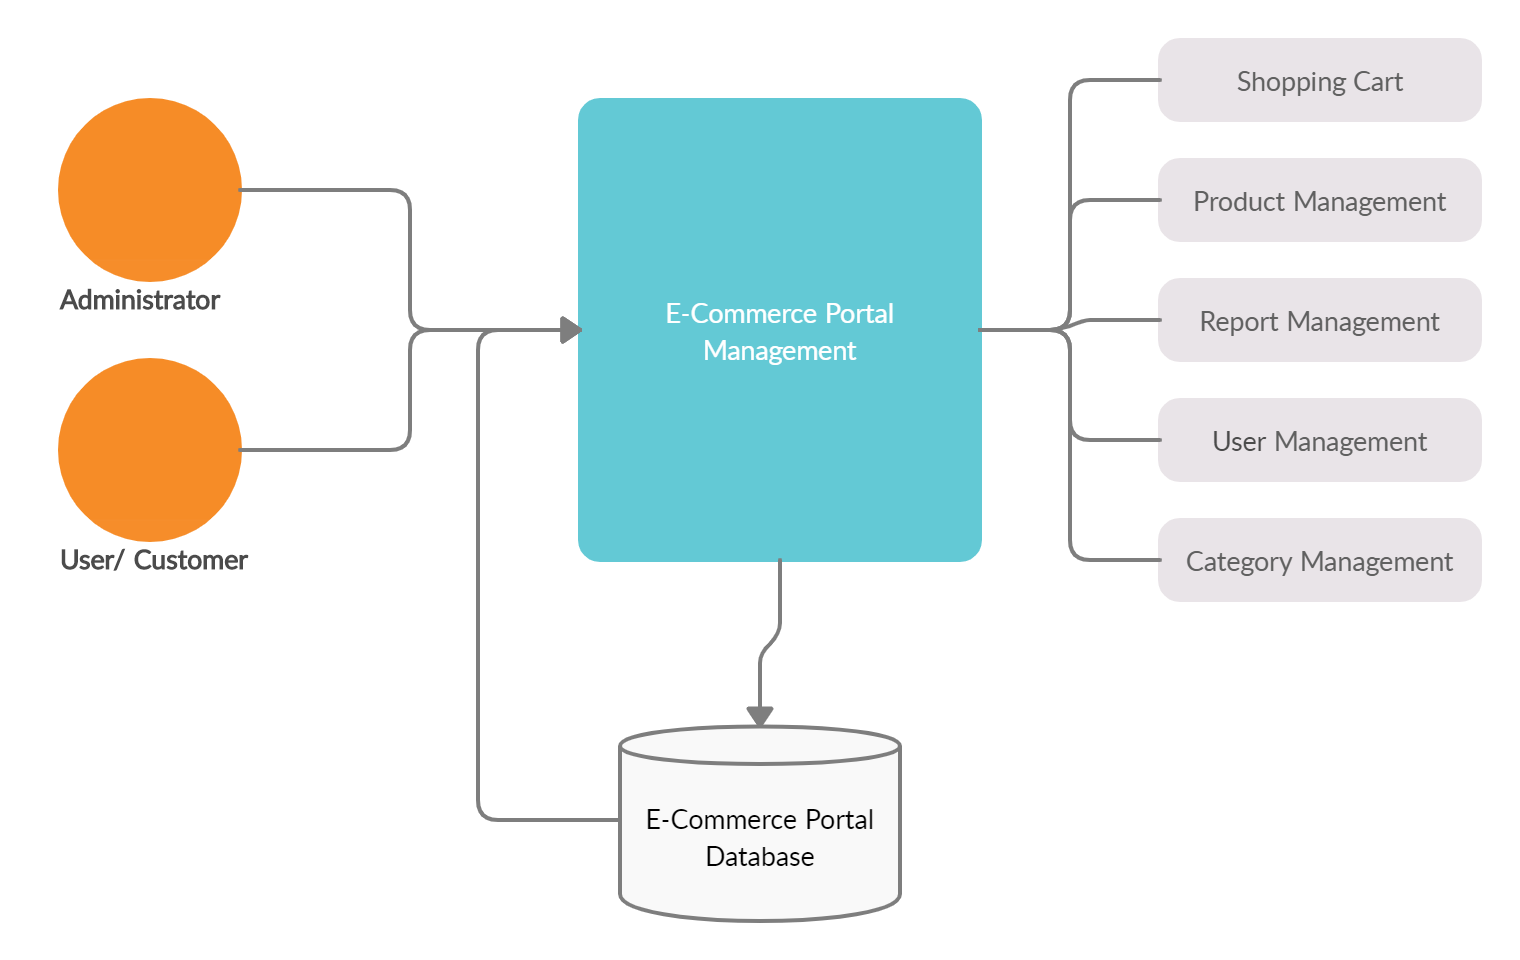 Administrator
User/ Customer
E-Commerce Portal
Management
Shopping Cart
Product Management
Report Management
User Management
Category Management
E-Commerce Portal
Database